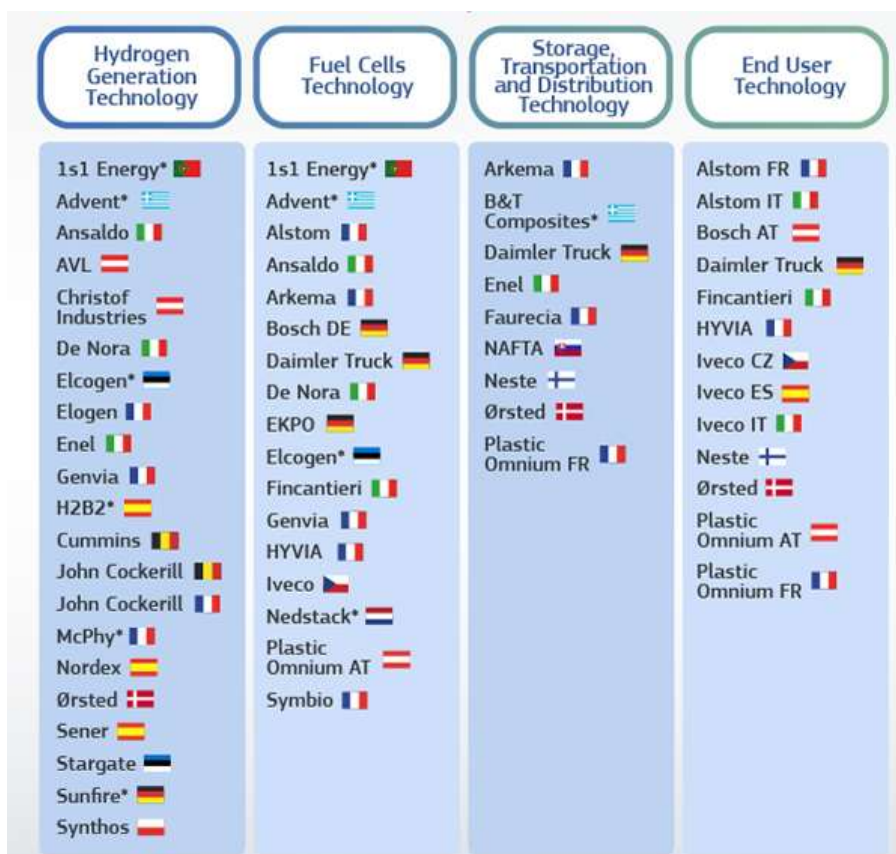 Hydrogen
Generation
Technology
1s1 Energy*
Advent*
Ansaldo
AVL
Christof
Industries
De Nora
Elcogen*
Elogen
Enel
Genvia
H2B2*
Cummins
John Cockerill
John Cockerill
McPhy*
Nordex
Ørsted
Sener
Stargate
Sunfire*
Synthos
Fuel Cells
Technology
1s1 Energy*
Advent*
Alstom
Ansaldo
Arkema
Bosch DE
Daimler Truck
De Nora
EKPO
Elcogen*
Fincantieri
Genvia
HYVIA
Iveco
Nedstack*
Plastic
Omnium AT
Symbio
Storage,
Transportation
and Distribution
Technology
Arkema
B&T
Composites*
Daimler Truck
Enel
Faurecia
NAFTA
Neste
Ørsted
Plastic
Omnium FR
End User
Technology
Alstom FR
Alstom IT
Bosch AT
Daimler Truck
Fincantieri
HYVIA
Iveco CZ
Iveco ES
Iveco IT
Neste
Ørsted
Plastic
Omnium AT
Plastic
Omnium FR